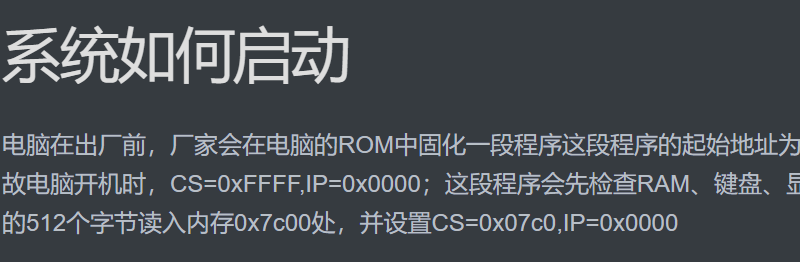 系统如何启动
电脑在出厂前，厂家会在电脑的ROM中固化一段程序这段程序的起始地址为
故电脑开机时，CS=0xFFFF,IP=0x0000；这段程序会先检查RAM、键盘、显
的512个字节读入内存0x7c00处，并设置CS=0x07c0,IP=0x0000